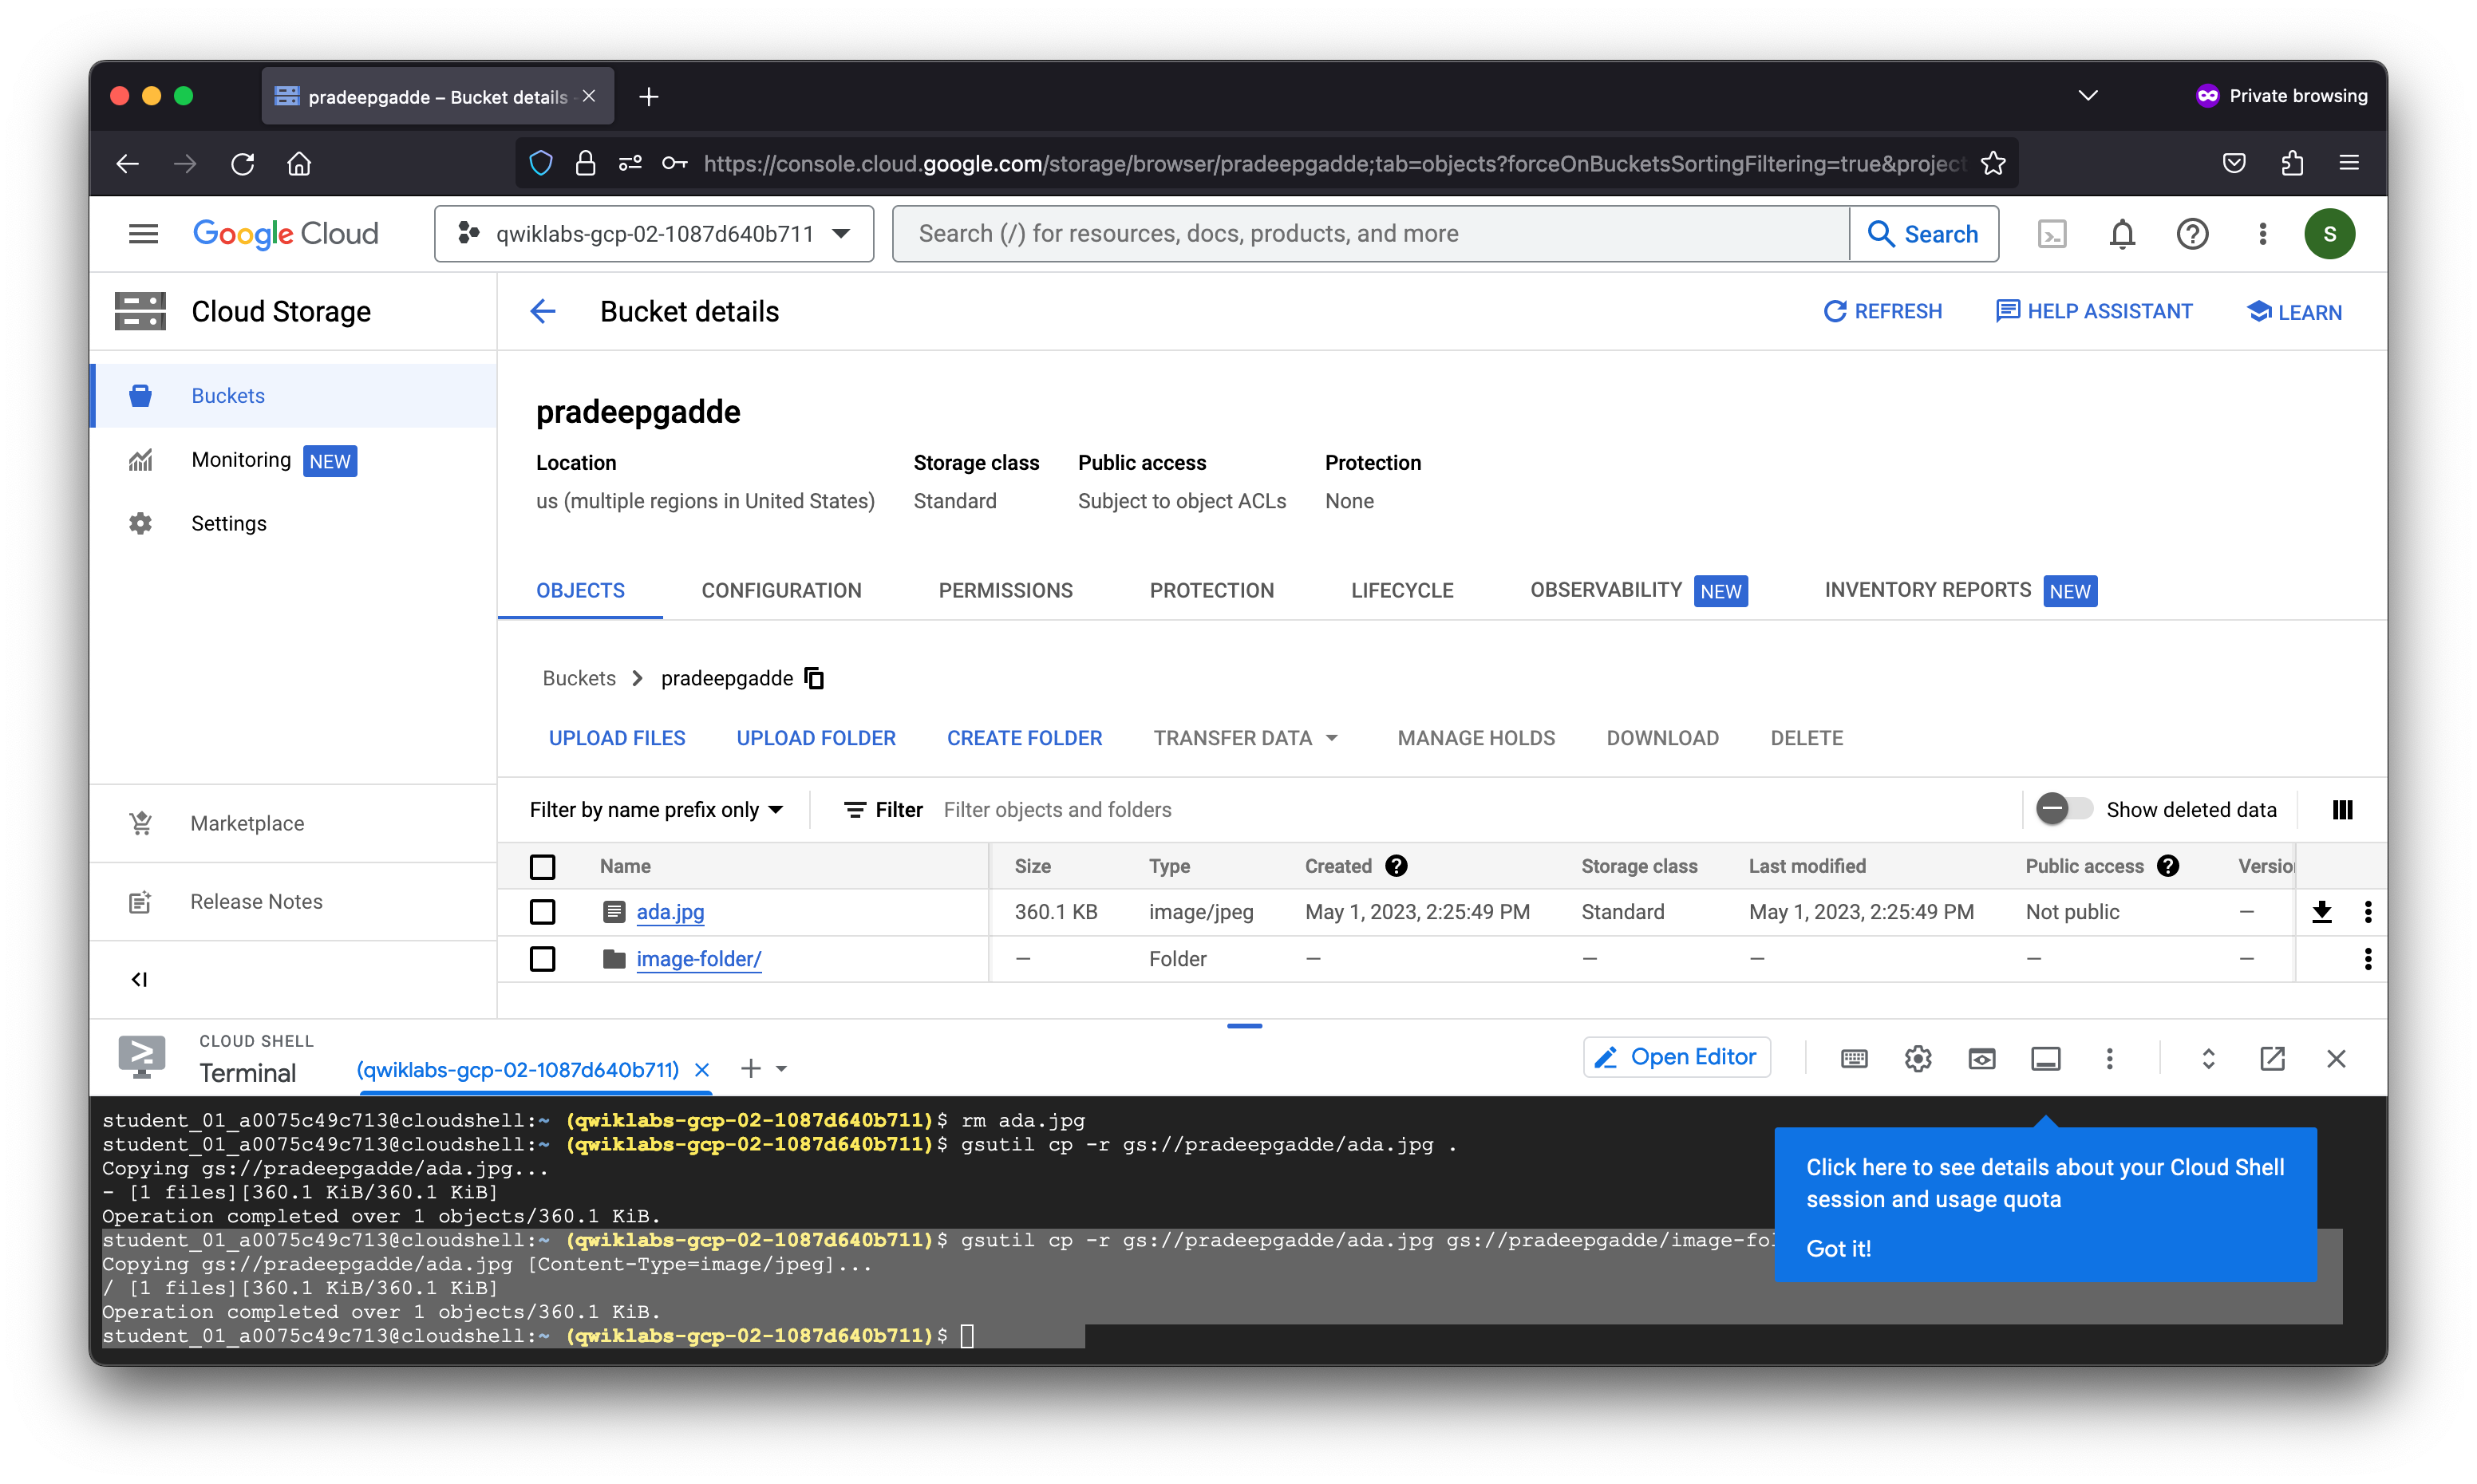 pradeepgadde – Bucket details
Private browsing
https://console.cloud.google.com/storage/browser/pradeepgadde;tab=objects?forceOnBucketsSortingFiltering=true&project
Google Cloud
qwiklabs-gcp-02-1087d640b711
Search (/) for resources, docs, products, and more
Search
S
Cloud Storage
Bucket details
REFRESH
HELP ASSISTANT
LEARN
Buckets
Monitoring NEW
Settings
Marketplace
Release Notes
pradeepgadde
Location Storage class Public access Protection
us (multiple regions in United States) Standard Subject to object ACLs None
OBJECTS CONFIGURATION PERMISSIONS PROTECTION LIFECYCLE OBSERVABILITY NEW INVENTORY REPORTS NEW
Buckets > pradeepgadde
UPLOAD FILES UPLOAD FOLDER CREATE FOLDER TRANSFER DATA MANAGE HOLDS DOWNLOAD DELETE
Filter by name prefix only Filter Filter objects and folders Show deleted data
Name Size Type Created Storage class Last modified Public access Versio
ada.jpg 360.1 KB image/jpeg May 1, 2023, 2:25:49 PM Standard May 1, 2023, 2:25:49 PM Not public —
image-folder/ — Folder — — — — —
CLOUD SHELL
Terminal
(qwiklabs-gcp-02-1087d640b711)
Open Editor
student_01_a0075c49c713@cloudshell:~ (qwiklabs-gcp-02-1087d640b711)$ rm ada.jpg
student_01_a0075c49c713@cloudshell:~ (qwiklabs-gcp-02-1087d640b711)$ gsutil cp -r gs://pradeepgadde/ada.jpg .
Copying gs://pradeepgadde/ada.jpg...
- [1 files][360.1 KiB/360.1 KiB]
Operation completed over 1 objects/360.1 KiB.
student_01_a0075c49c713@cloudshell:~ (qwiklabs-gcp-02-1087d640b711)$ gsutil cp -r gs://pradeepgadde/ada.jpg gs://pradeepgadde/image-fol
Copying gs://pradeepgadde/ada.jpg [Content-Type=image/jpeg]...
/ [1 files][360.1 KiB/360.1 KiB]
Operation completed over 1 objects/360.1 KiB.
student_01_a0075c49c713@cloudshell:~ (qwiklabs-gcp-02-1087d640b711)$
Click here to see details about your Cloud Shell
session and usage quota
Got it!